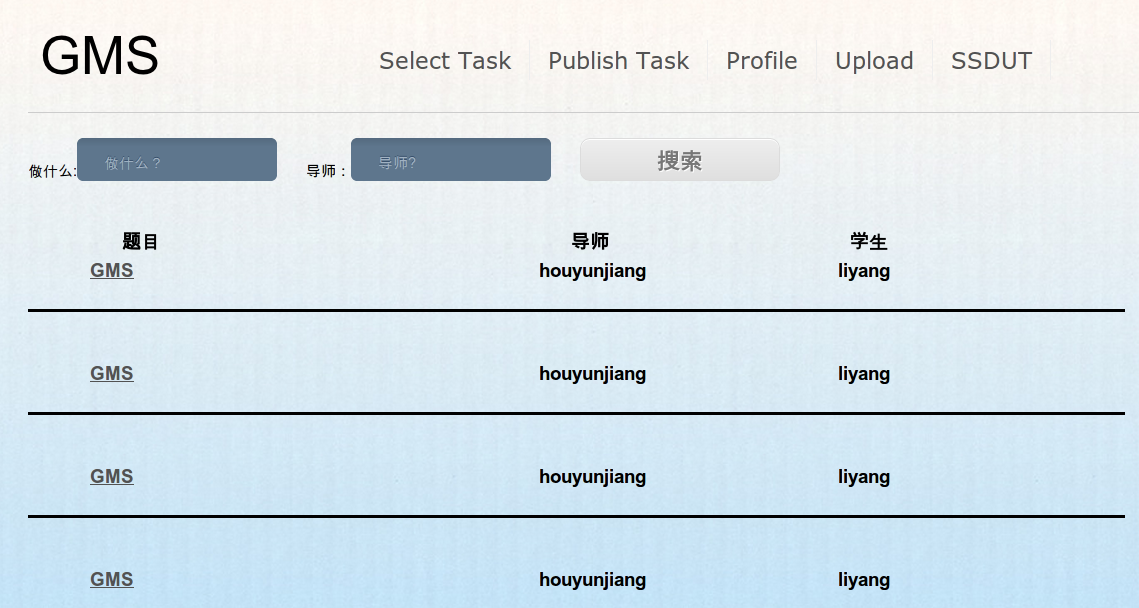 GMS
Select Task Publish Task Profile Upload SSDUT
做什么: 做什么？ 导师： 导师? 搜索
题目 导师 学生
GMS houyunjiang liyang
GMS houyunjiang liyang
GMS houyunjiang liyang
GMS houyunjiang liyang